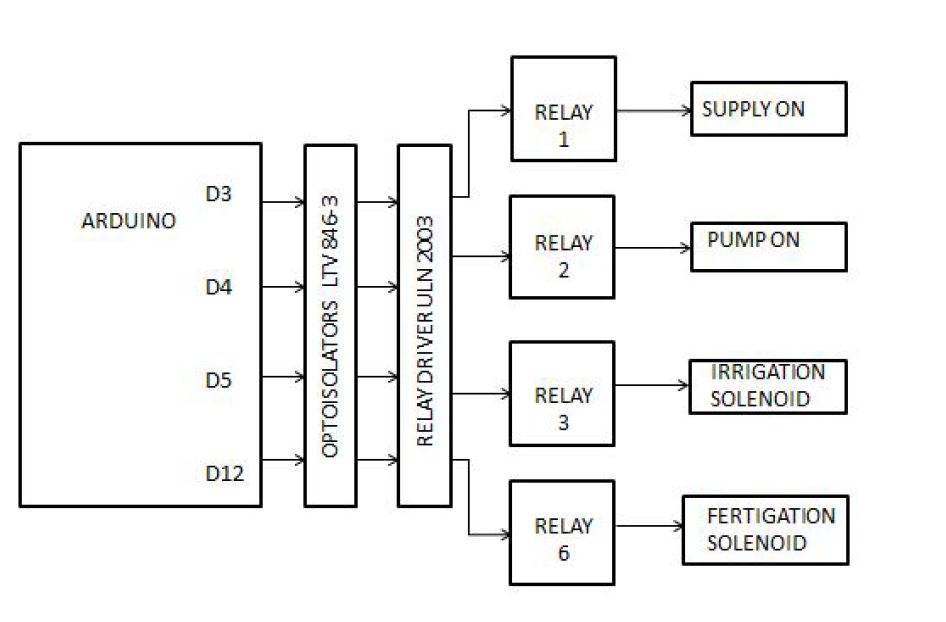 ARDUINO
D3
D4
D5
D12
OPTOISOLATORS LTV 846-3
RELAY DRIVER ULN 2003
RELAY
1
SUPPLY ON
RELAY
2
PUMP ON
RELAY
3
IRRIGATION
SOLENOID
RELAY
6
FERTIGATION
SOLENOID